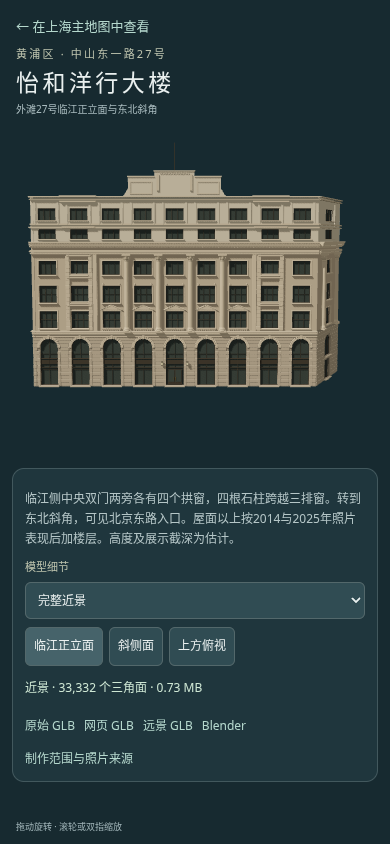 ← 在上海主地图中查看
黄浦区 · 中山东一路27号
怡和洋行大楼
外滩27号临江正立面与东北斜角
临江侧中央双门两旁各有四个拱窗，四根石柱跨越三排窗。转到
东北斜角，可见北京东路入口。屋面以上按2014与2025年照片
表现后加楼层。高度及展示截深为估计。
模型细节
完整近景
临江正立面 斜侧面 上方俯视
近景 · 33,332 个三角面 · 0.73 MB
原始 GLB 网页 GLB 远景 GLB Blender
制作范围与照片来源
拖动旋转 · 滚轮或双指缩放